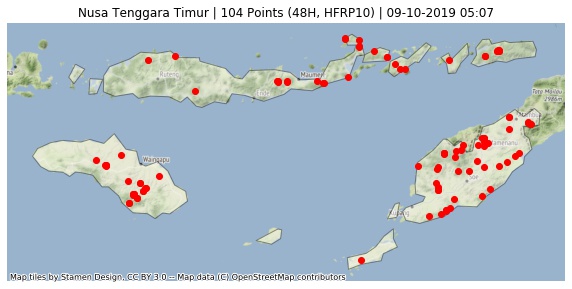 Nusa Tenggara Timur | 104 Points (48H, HFRP10) | 09-10-2019 05:07
Ruteng
Maumere
Ende
Waingapu
Kefamenanu
Soe
Kupang
Map tiles by Stamen Design, CC BY 3.0 -- Map data (C) OpenStreetMap contributors